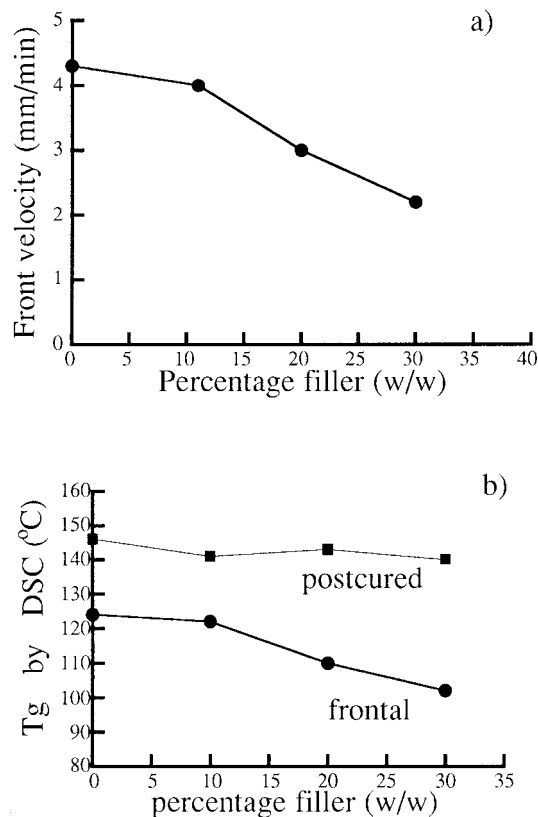 a)
Front velocity (mm/min)
5
4
3
2
1
0
0 5 10 15 20 25 30 35 40
Percentage filler (w/w)
b)
Tg by DSC (ºC)
160
150
140
130
120
110
100
90
80
postcured
frontal
0 5 10 15 20 25 30 35
percentage filler (w/w)